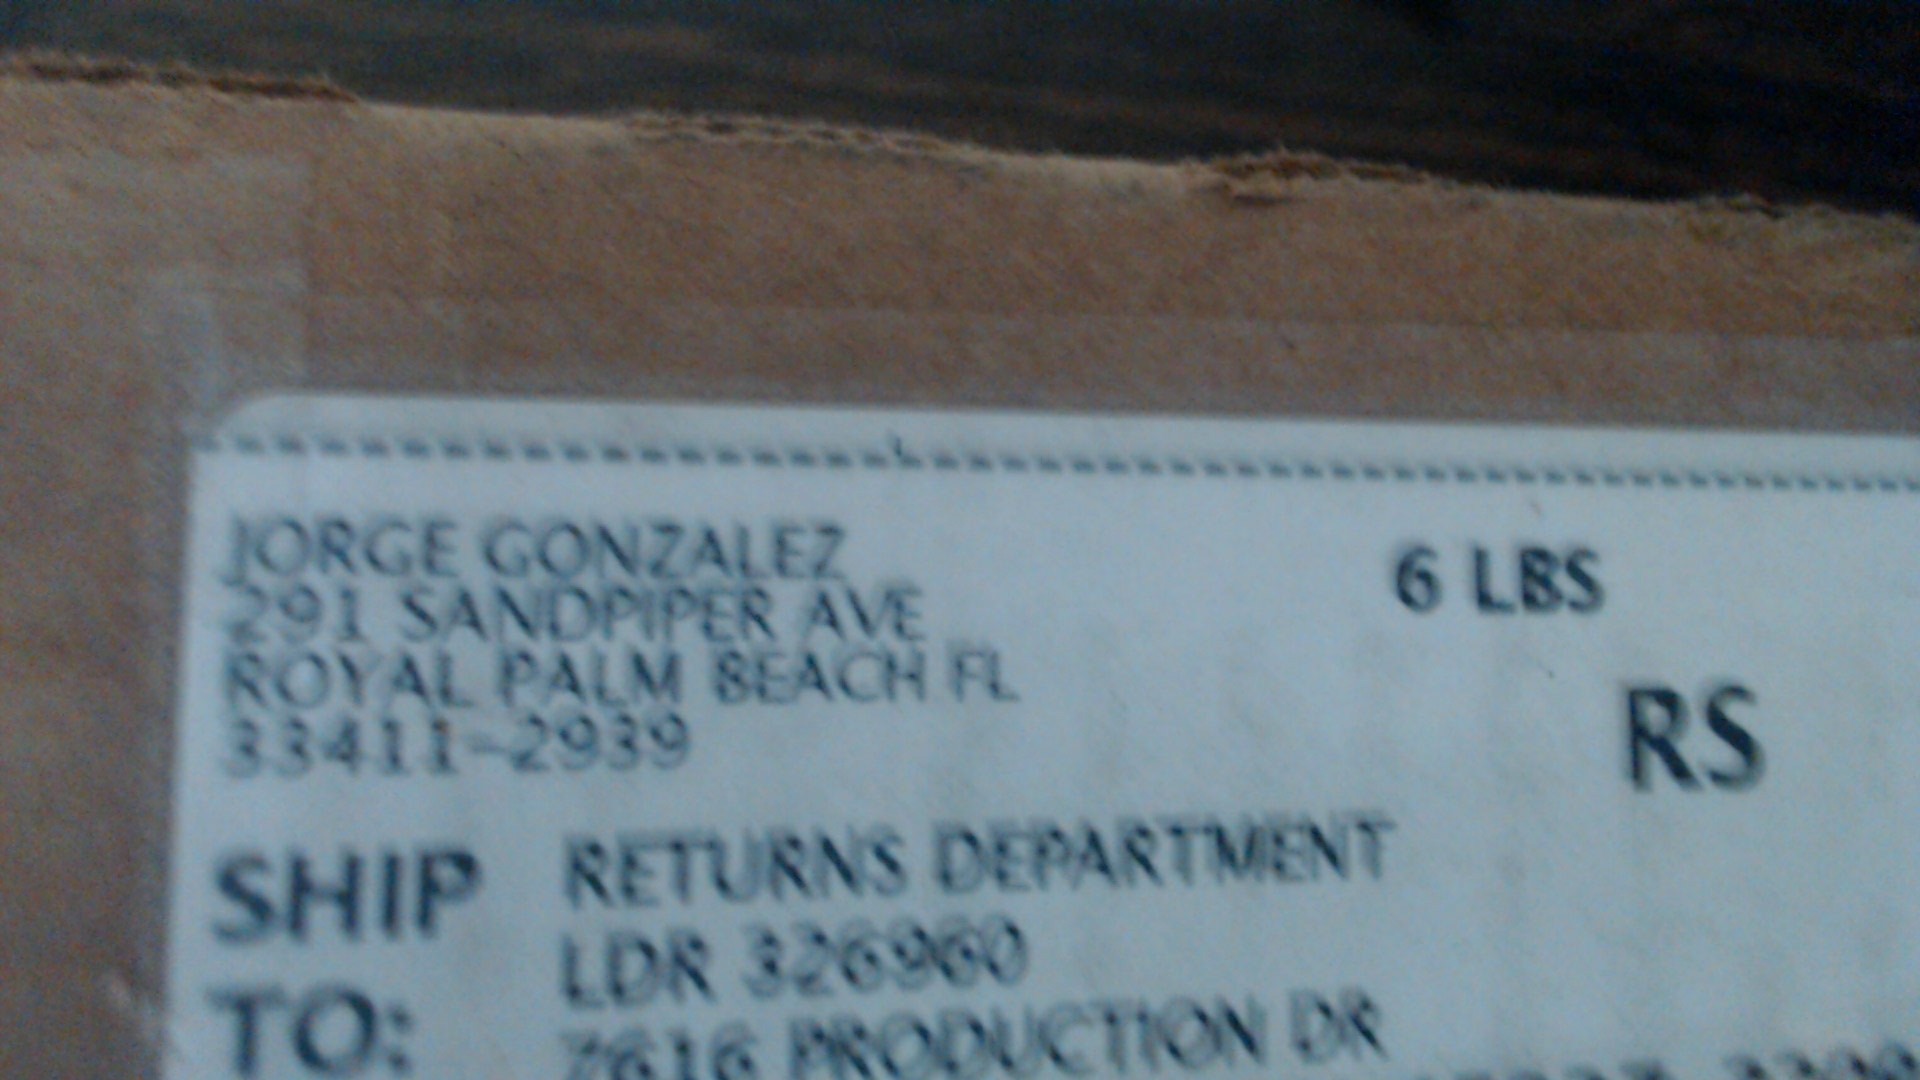 JORGE GONZALEZ
291 SANDPIPER AVE
ROYAL PALM BEACH FL
33411-2939
6 LBS
RS
SHIP TO:
RETURNS DEPARTMENT
LDR 326960
7616 PRODUCTION DR